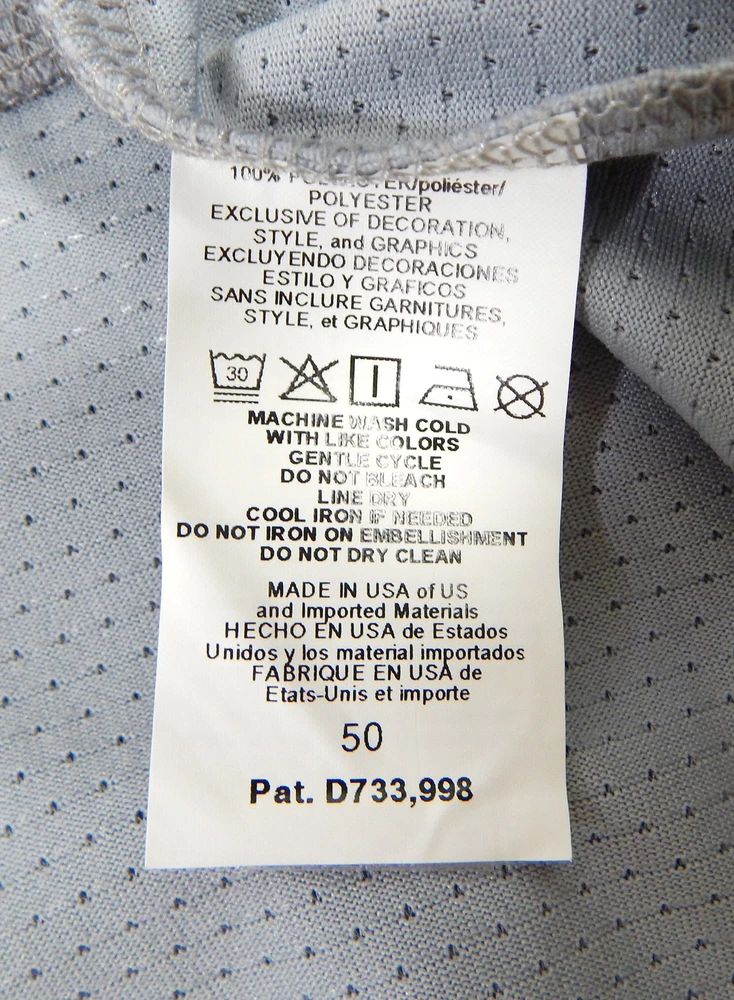 100% POLYESTER/poliéster/
POLYESTER
EXCLUSIVE OF DECORATION,
STYLE, and GRAPHICS
EXCLUYENDO DECORACIONES
ESTILO Y GRAFICOS
SANS INCLURE GARNITURES,
STYLE, et GRAPHIQUES
30
MACHINE WASH COLD
WITH LIKE COLORS
GENTLE CYCLE
DO NOT BLEACH
LINE DRY
COOL IRON IF NEEDED
DO NOT IRON ON EMBELLISHMENT
DO NOT DRY CLEAN
MADE IN USA of US
and Imported Materials
HECHO EN USA de Estados
Unidos y los material importados
FABRIQUE EN USA de
Etats-Unis et importe
50
Pat. D733,998